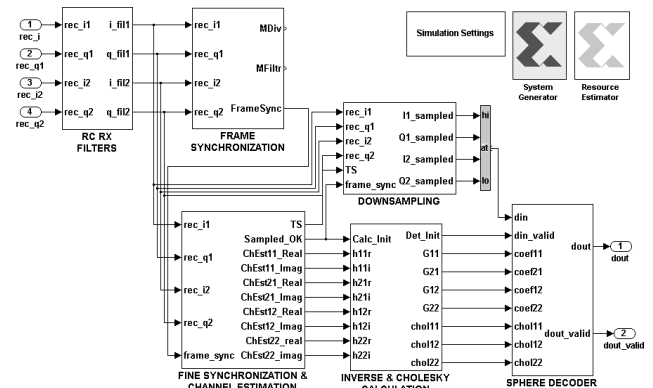 1
rec_i
2
rec_q1
3
rec_i2
4
rec_q2
rec_i1
rec_q1
rec_i2
rec_q2
i_fil1
q_fil1
i_fil2
q_fil2
RC RX
FILTERS
rec_i1
rec_q1
rec_i2
rec_q2
MDiv
MFiltr
FrameSync
FRAME
SYNCHRONIZATION
Simulation Settings
System
Generator
Resource
Estimator
rec_i1
rec_q1
rec_i2
rec_q2
TS
frame_sync
I1_sampled
Q1_sampled
I2_sampled
Q2_sampled
DOWNSAMPLING
hi
at
lo
rec_i1
rec_q1
rec_i2
rec_q2
frame_sync
TS
Sampled_OK
ChEst11_Real
ChEst11_Imag
ChEst21_Real
ChEst21_Imag
ChEst12_Real
ChEst12_Imag
ChEst22_real
ChEst22_imag
FINE SYNCHRONIZATION &
CHANNEL ESTIMATION
Calc_Init
h11r
h11i
h21r
h21i
h12r
h12i
h22r
h22i
Det_Init
G11
G21
G12
G22
chol11
chol12
chol22
INVERSE & CHOLESKY
CALCULATION
din
din_valid
coef11
coef21
coef12
coef22
chol11
chol12
chol22
dout
dout_valid
SPHERE DECODER
1
dout
2
dout_valid